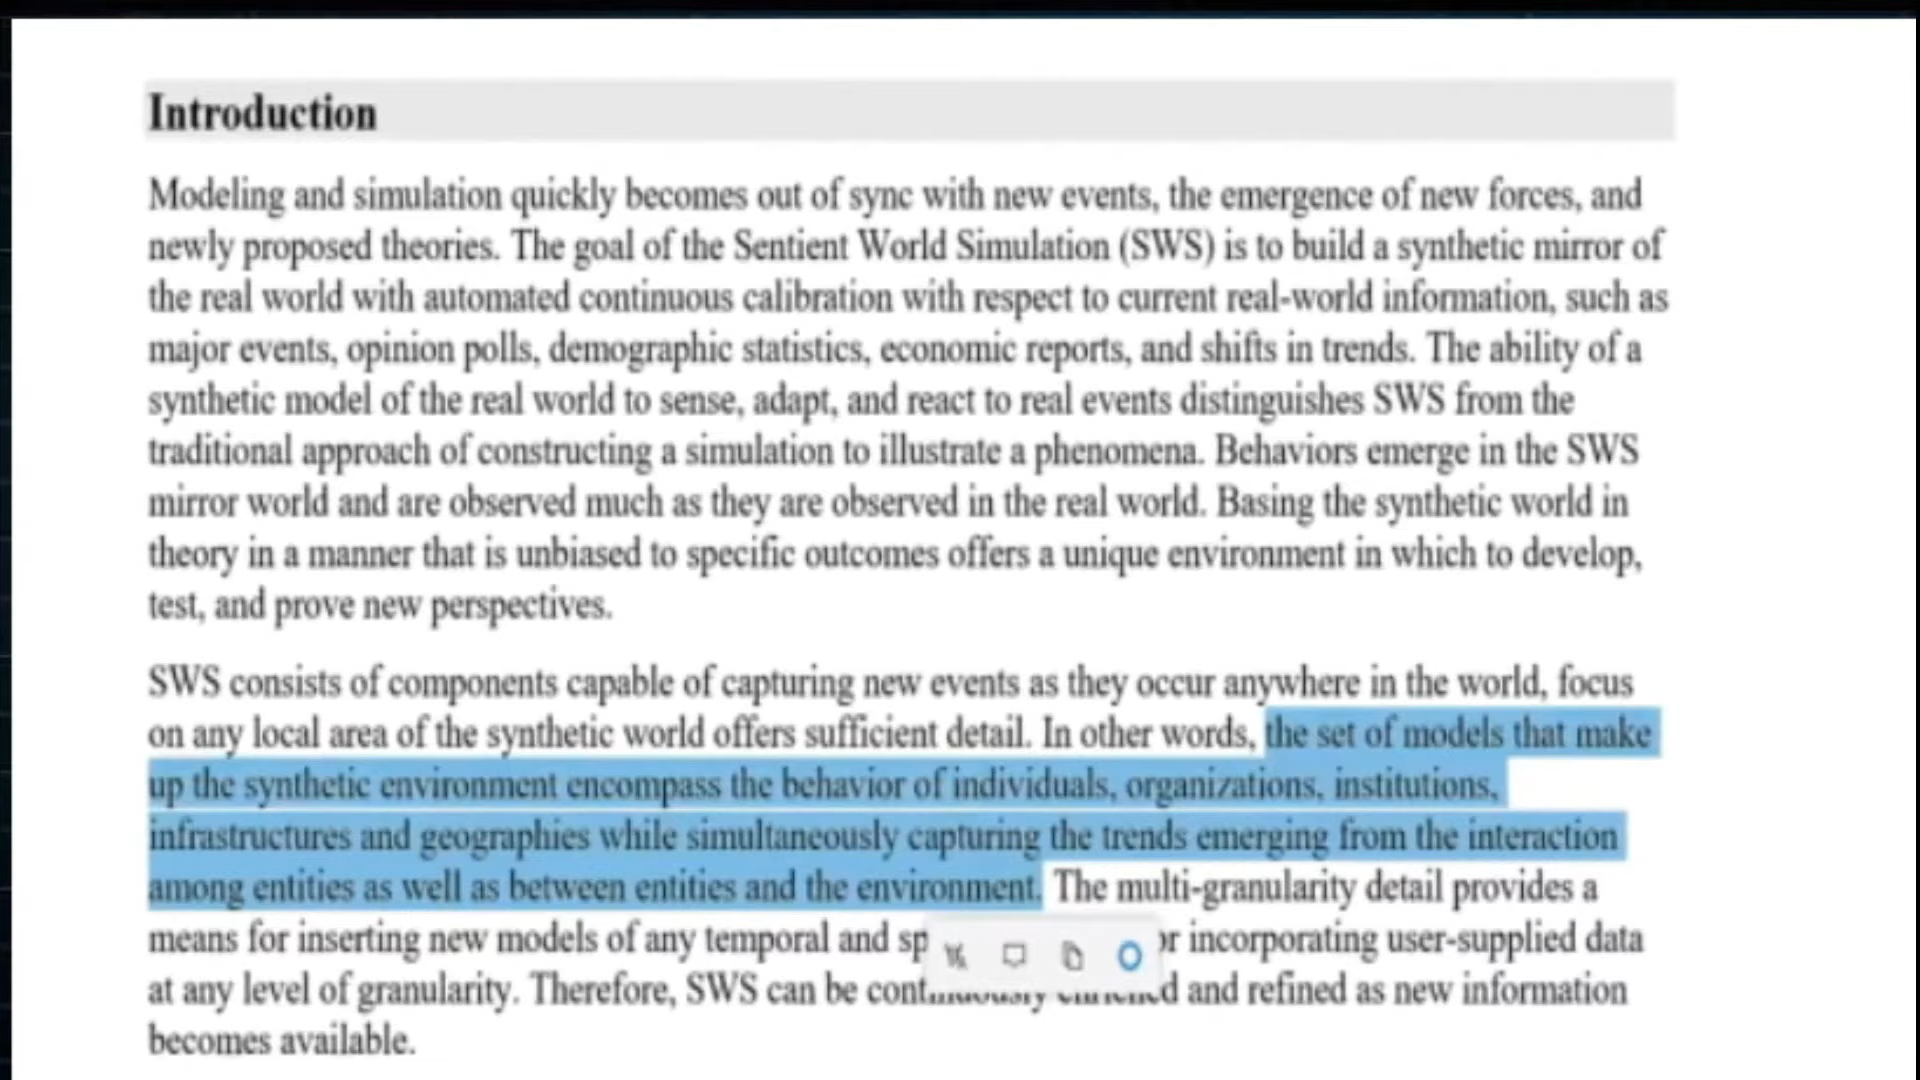 Introduction
Modeling and simulation quickly becomes out of sync with new events, the emergence of new forces, and
newly proposed theories. The goal of the Sentient World Simulation (SWS) is to build a synthetic mirror of
the real world with automated continuous calibration with respect to current real-world information, such as
major events, opinion polls, demographic statistics, economic reports, and shifts in trends. The ability of a
synthetic model of the real world to sense, adapt, and react to real events distinguishes SWS from the
traditional approach of constructing a simulation to illustrate a phenomena. Behaviors emerge in the SWS
mirror world and are observed much as they are observed in the real world. Basing the synthetic world in
theory in a manner that is unbiased to specific outcomes offers a unique environment in which to develop,
test, and prove new perspectives.
SWS consists of components capable of capturing new events as they occur anywhere in the world, focus
on any local area of the synthetic world offers sufficient detail. In other words, the set of models that make
up the synthetic environment encompass the behavior of individuals, organizations, institutions,
infrastructures and geographies while simultaneously capturing the trends emerging from the interaction
among entities as well as between entities and the environment. The multi-granularity detail provides a
means for inserting new models of any temporal and incorporating user-supplied data
at any level of granularity. Therefore, SWS can be and refined as new information
becomes available.